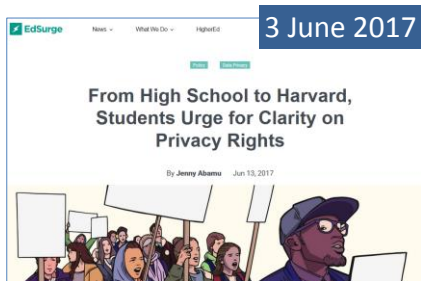 EdSurge
News
What We Do
HigherEd
3 June 2017
Policy
Data Privacy
From High School to Harvard,
Students Urge for Clarity on
Privacy Rights
By Jenny Abamu Jun 13, 2017